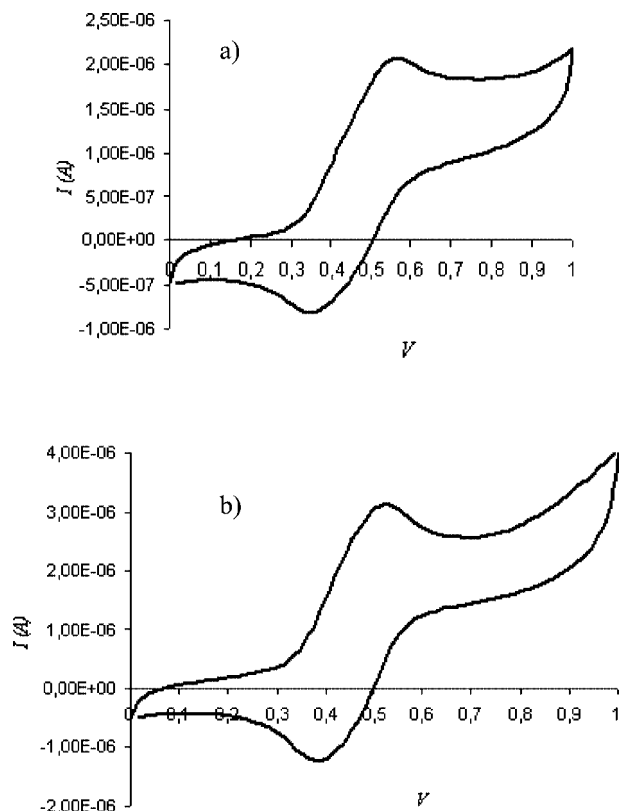 a)
2,50E-06
2,00E-06
1,50E-06
1,00E-06
5,00E-07
0,00E+00
-5,00E-07
-1,00E-06
I (A)
0 0,1 0,2 0,3 0,4 0,5 0,6 0,7 0,8 0,9 1
V
b)
4,00E-06
3,00E-06
2,00E-06
1,00E-06
0,00E+00
-1,00E-06
-2,00E-06
I (A)
0 0,1 0,2 0,3 0,4 0,5 0,6 0,7 0,8 0,9 1
V